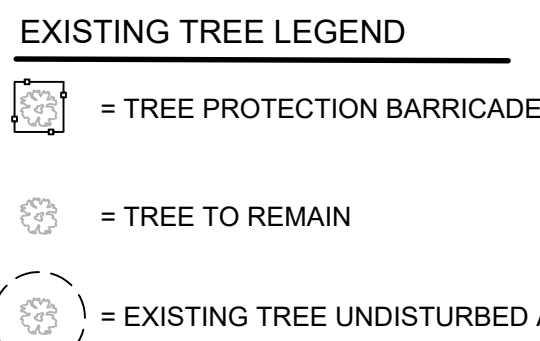 EXISTING TREE LEGEND
= TREE PROTECTION BARRICADE
= TREE TO REMAIN
= EXISTING TREE UNDISTURBED